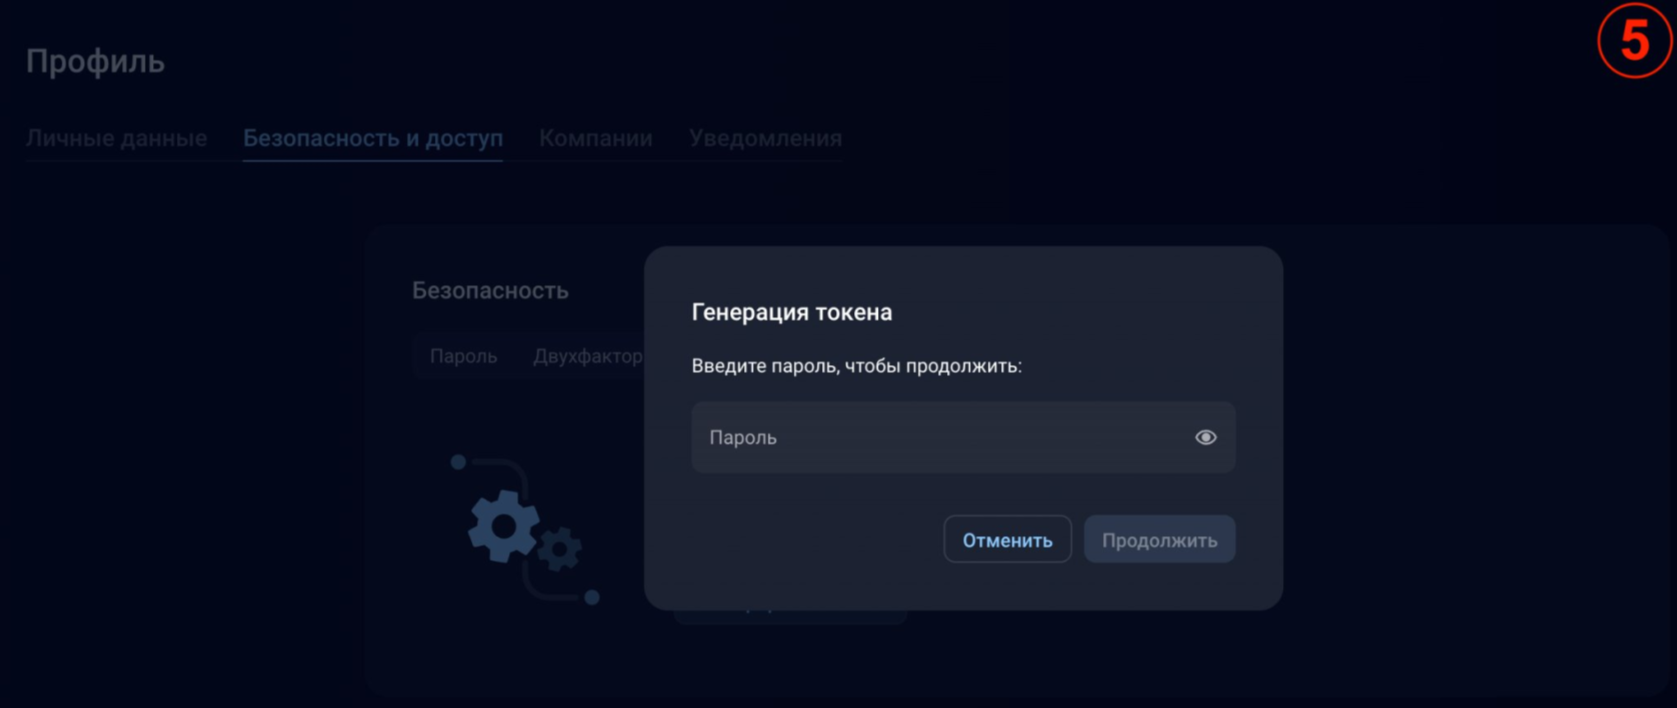 5
Профиль
Личные данные Безопасность и доступ Компании Уведомления
Безопасность
Пароль Двухфактор
Генерация токена
Введите пароль, чтобы продолжить:
Пароль
Отменить Продолжить